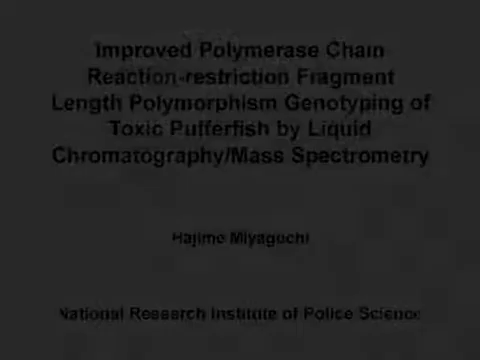 Improved Polymerase Chain
Reaction-restriction Fragment
Length Polymorphism Genotyping of
Toxic Pufferfish by Liquid
Chromatography/Mass Spectrometry
Hajime Miyaguchi
National Research Institute of Police Science